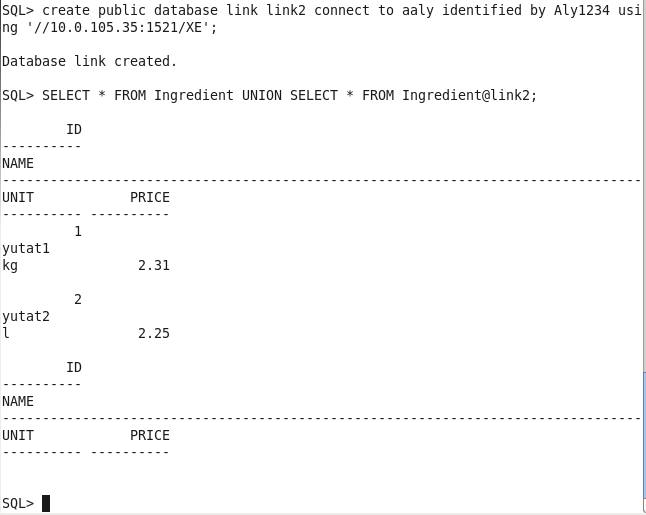 SQL> create public database link link2 connect to aaly identified by Aly1234 usi
ng '//10.0.105.35:1521/XE';
Database link created.
SQL> SELECT * FROM Ingredient UNION SELECT * FROM Ingredient@link2;
        ID
----------
NAME
--------------------------------------------------------------------------------
UNIT            PRICE
---------- ----------
         1
yutat1
kg               2.31
         2
yutat2
l                2.25
        ID
----------
NAME
--------------------------------------------------------------------------------
UNIT            PRICE
---------- ----------
SQL>